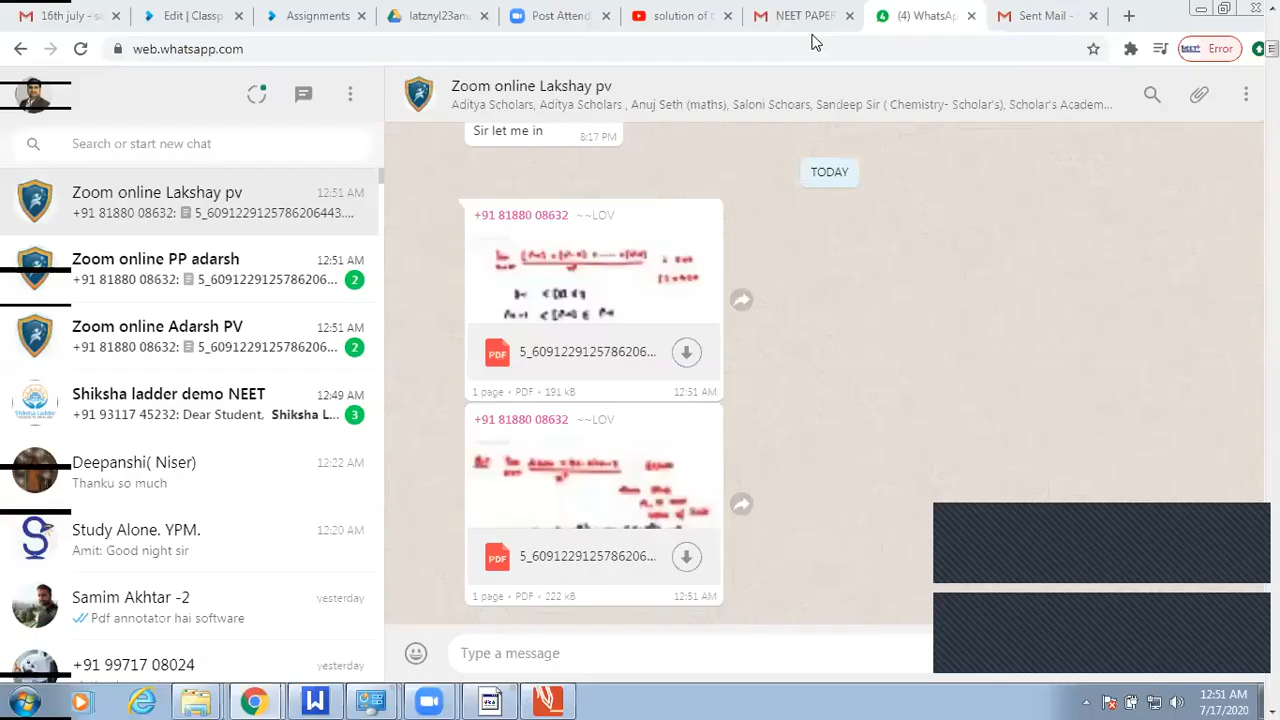 16th july - si
Edit | Classp
Assignments
latznyl23ama
Post Attend
solution of t
NEET PAPER
(4) WhatsAp
Sent Mail -
web.whatsapp.com
Error
Zoom online Lakshay pv
Aditya Scholars, Aditya Scholars , Anuj Seth (maths), Saloni Schoars, Sandeep Sir ( Chemistry- Scholar's), Scholar's Academ...
Search or start new chat
Zoom online Lakshay pv 12:51 AM
+91 81880 08632: 5_6091229125786206443....
Zoom online PP adarsh 12:51 AM
+91 81880 08632: 5_6091229125786206... 2
Zoom online Adarsh PV 12:51 AM
+91 81880 08632: 5_6091229125786206... 2
Shiksha ladder demo NEET 12:49 AM
+91 93117 45232: Dear Student, Shiksha L... 3
Deepanshi( Niser) 12:22 AM
Thanku so much
Study Alone. YPM. 12:20 AM
Amit: Good night sir
Samim Akhtar -2 yesterday
Pdf annotator hai software
+91 99717 08024 yesterday
Sir let me in 8:17 PM
TODAY
+91 81880 08632 ~~LOV
PDF 5_6091229125786206...
1 page • PDF • 191 kB 12:51 AM
+91 81880 08632 ~~LOV
PDF 5_6091229125786206...
1 page • PDF • 222 kB 12:51 AM
Type a message
12:51 AM
7/17/2020